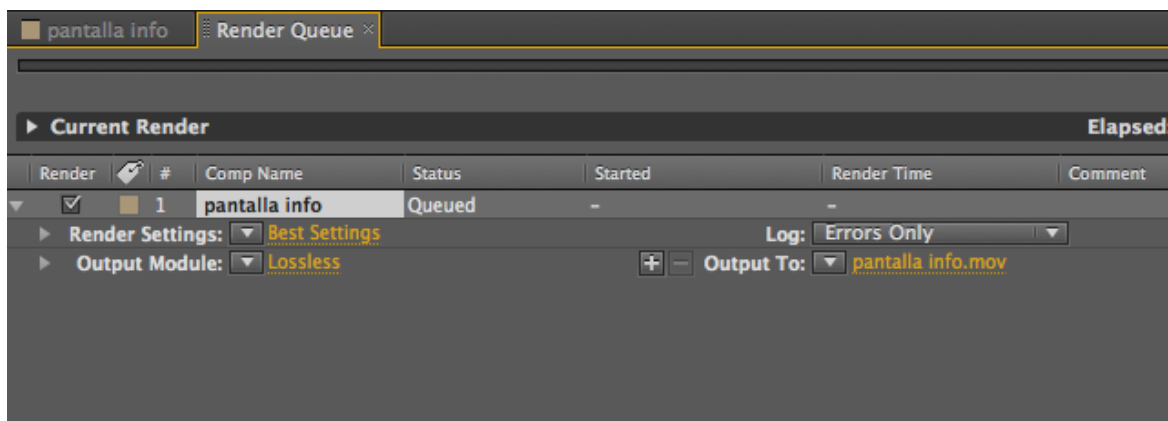 pantalla info Render Queue ×
Current Render Elapsed:
Render # Comp Name Status Started Render Time Comment
1 pantalla info Queued - -
Render Settings: Best Settings Log: Errors Only
Output Module: Lossless + - Output To: pantalla info.mov